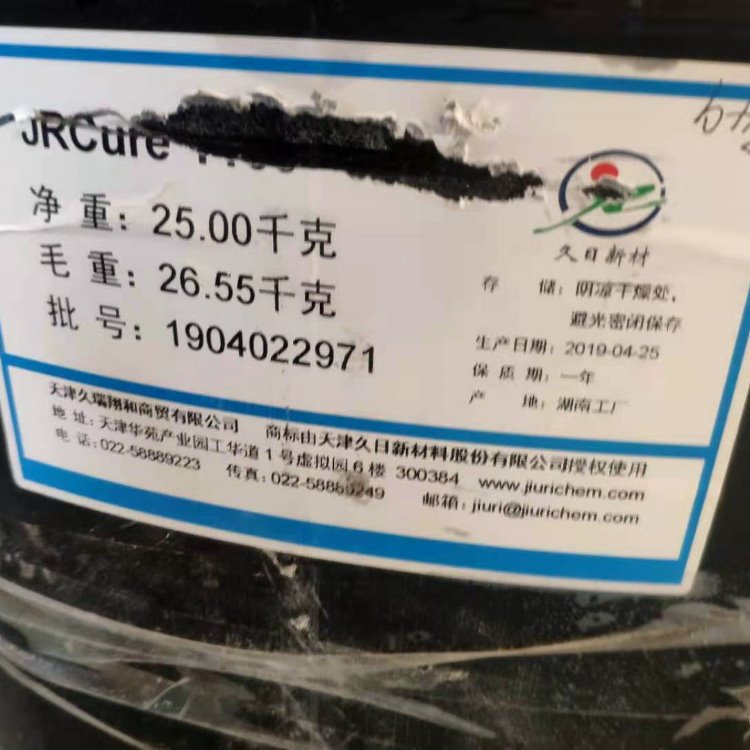 JRCure
净 重: 25.00千克
毛 重: 26.55千克
批 号: 1904022971
久日新材
存 储: 阴凉干燥处,
避光密闭保存
生产日期: 2019-04-25
保 质 期: 一年
产 地: 湖南工厂
天津久瑞翔和商贸有限公司 商标由天津久日新材料股份有限公司授权使用
地 址: 天津华苑产业园工华道1号虚拟园6楼 300384 www.jiurichem.com
电 话: 022-58889223 传真: 022-58889249 邮箱: jiuri@jiurichem.com